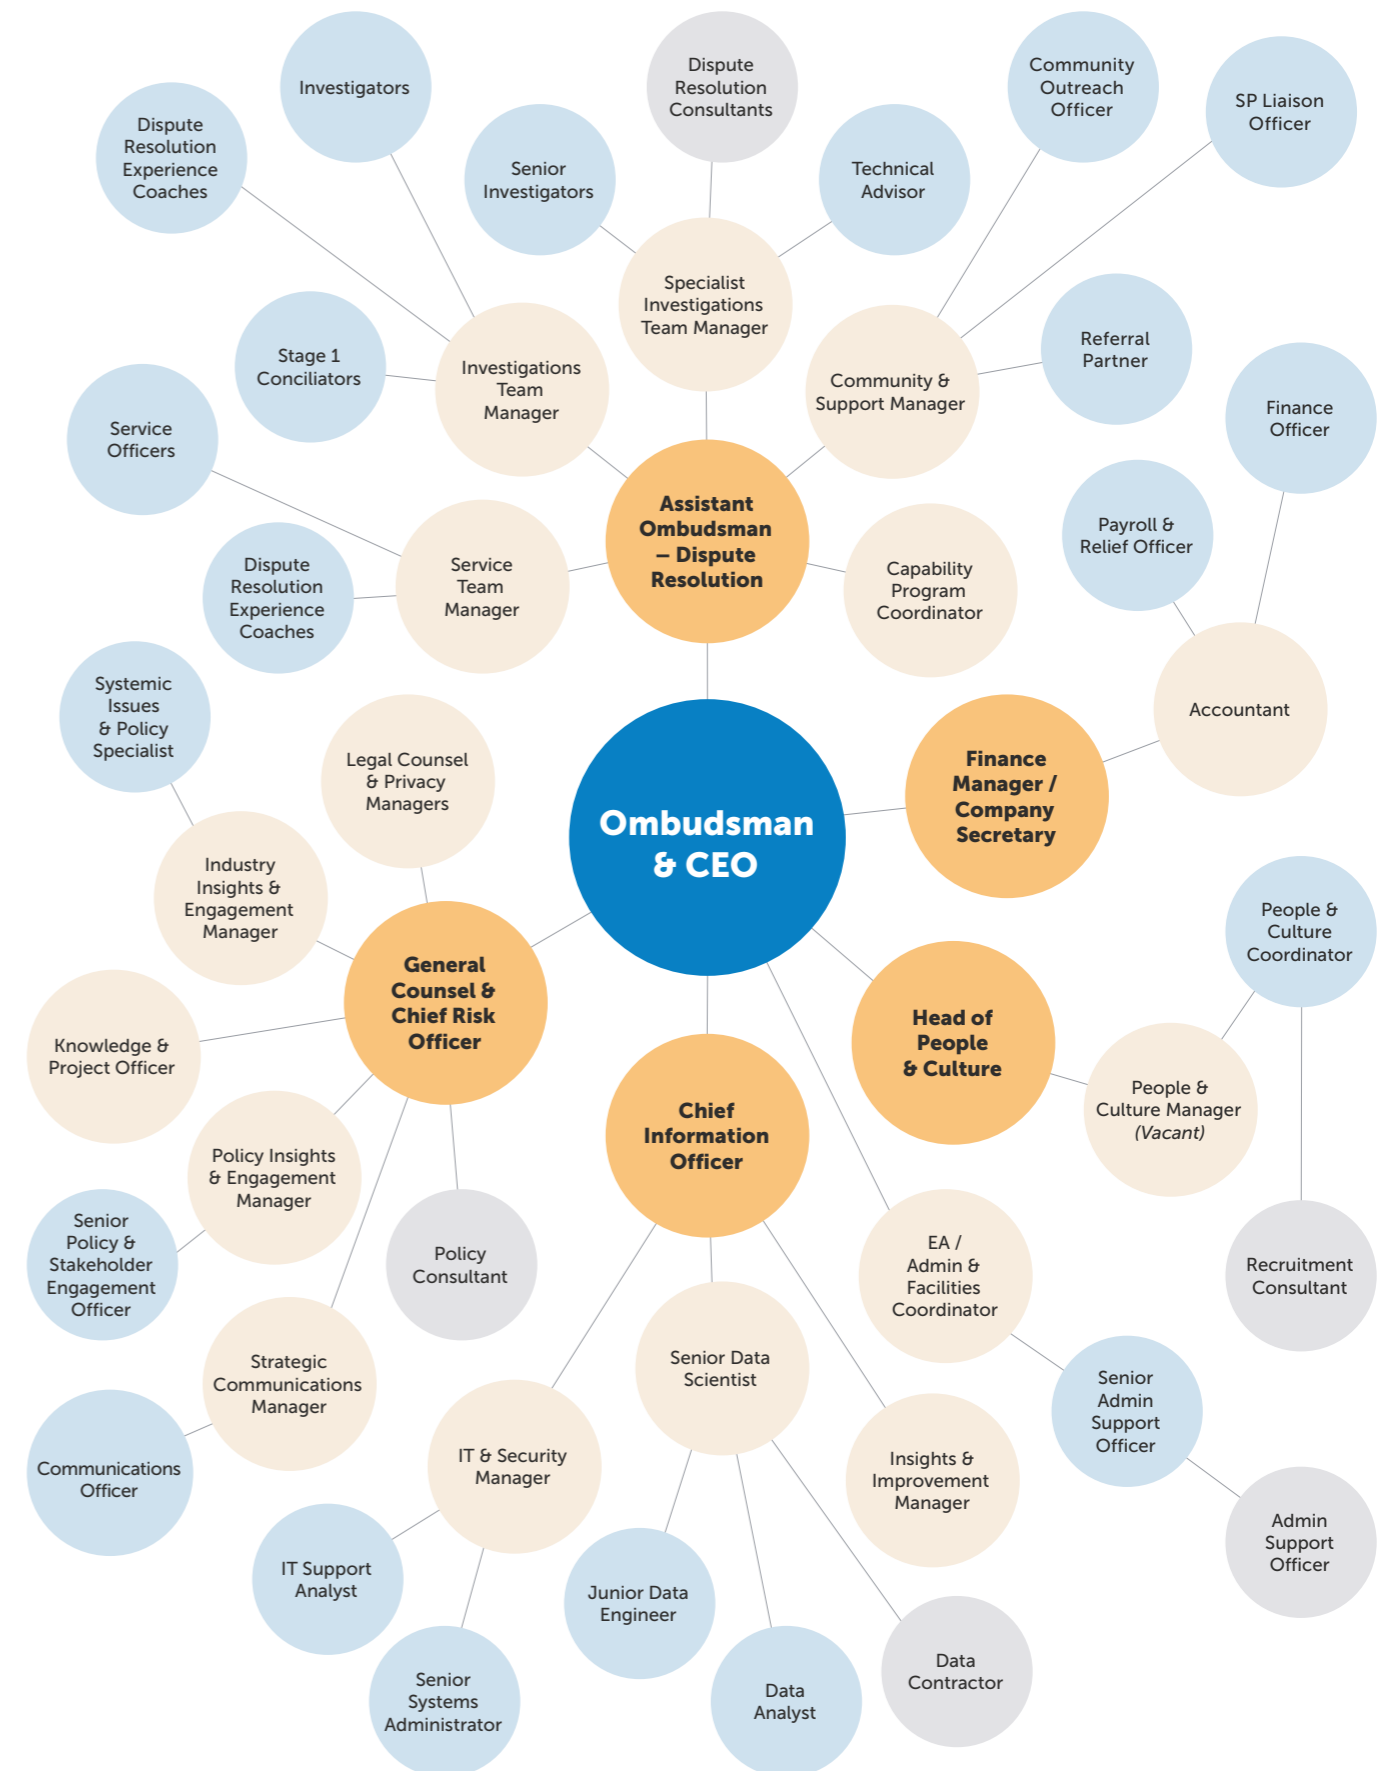 Investigators
Dispute
Resolution
Consultants
Community
Outreach
Officer
SP Liaison
Officer
Dispute
Resolution
Experience
Coaches
Senior
Investigators
Technical
Advisor
Specialist
Investigations
Team Manager
Stage 1
Conciliators
Investigations
Team
Manager
Community &
Support Manager
Referral
Partner
Finance
Officer
Service
Officers
Assistant
Ombudsman
– Dispute
Resolution
Payroll &
Relief Officer
Dispute
Resolution
Experience
Coaches
Service
Team
Manager
Capability
Program
Coordinator
Systemic
Issues
& Policy
Specialist
Legal Counsel
& Privacy
Managers
Accountant
Finance
Manager /
Company
Secretary
Ombudsman
& CEO
Industry
Insights &
Engagement
Manager
People &
Culture
Coordinator
General
Counsel &
Chief Risk
Officer
Head of
People
& Culture
Knowledge &
Project Officer
People &
Culture Manager
(Vacant)
Chief
Information
Officer
Policy Insights
& Engagement
Manager
Senior
Policy &
Stakeholder
Engagement
Officer
Policy
Consultant
EA /
Admin &
Facilities
Coordinator
Recruitment
Consultant
Strategic
Communications
Manager
Senior Data
Scientist
Senior
Admin
Support
Officer
Communications
Officer
IT & Security
Manager
Insights &
Improvement
Manager
Admin
Support
Officer
IT Support
Analyst
Junior Data
Engineer
Senior
Systems
Administrator
Data
Analyst
Data
Contractor